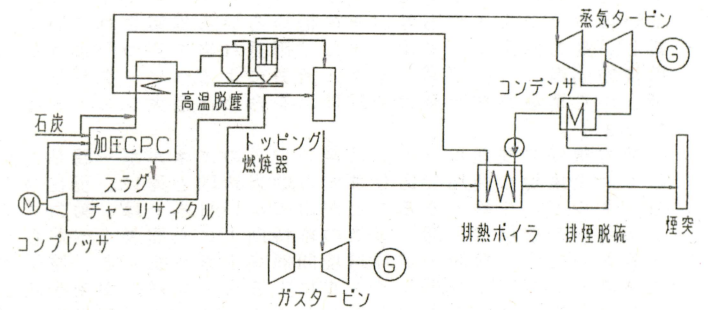 蒸気タービン
G
コンデンサ
高温脱塵
石炭
加圧CPC
トッピング
燃焼器
スラグ
チャーリサイクル
M
コンプレッサ
排熱ボイラ
排煙脱硫
煙突
G
ガスタービン